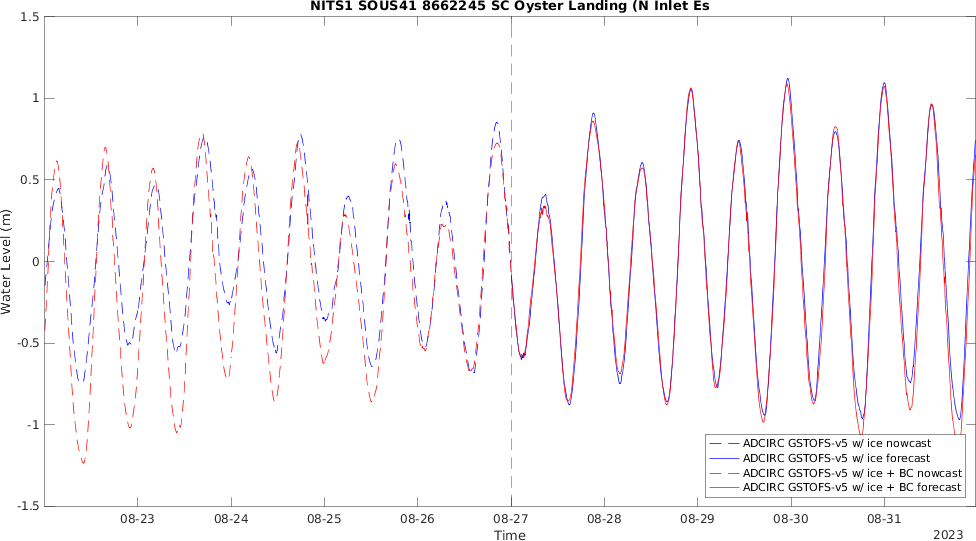 NITS1 SOUS41 8662245 SC Oyster Landing (N Inlet Es
1.5
1
0.5
0
-0.5
-1
-1.5
Water Level (m)
08-23
08-24
08-25
08-26
08-27
08-28
08-29
08-30
08-31
Time
2023
ADCIRC GSTOFS-v5 w/ ice nowcast
ADCIRC GSTOFS-v5 w/ ice forecast
ADCIRC GSTOFS-v5 w/ ice + BC nowcast
ADCIRC GSTOFS-v5 w/ ice + BC forecast